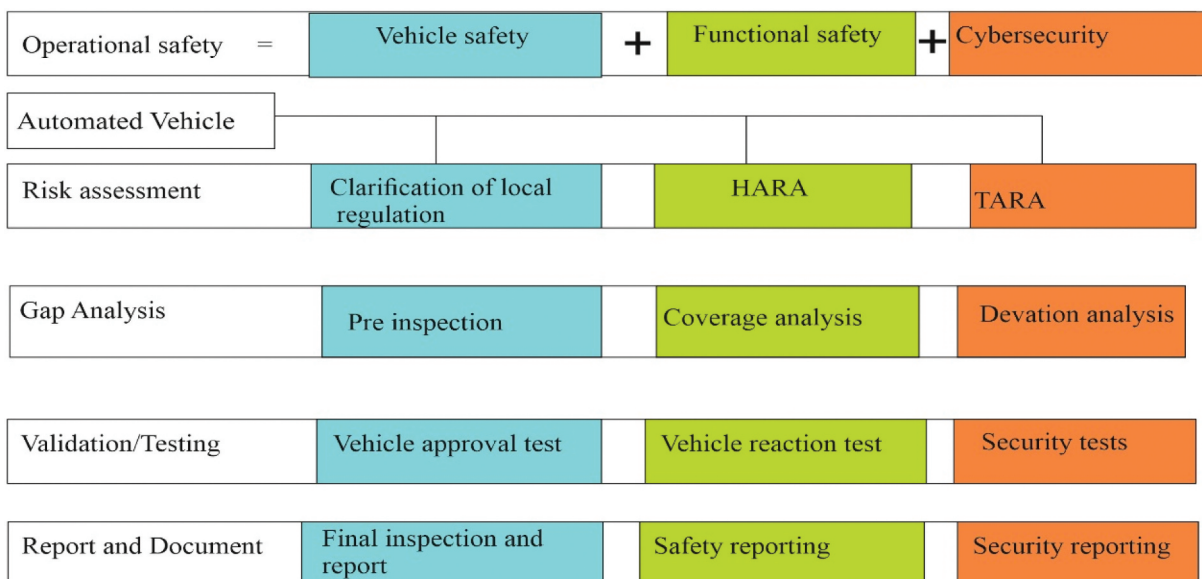 Operational safety = Vehicle safety + Functional safety + Cybersecurity
Automated Vehicle
Risk assessment Clarification of local regulation HARA TARA
Gap Analysis Pre inspection Coverage analysis Devation analysis
Validation/Testing Vehicle approval test Vehicle reaction test Security tests
Report and Document Final inspection and report Safety reporting Security reporting